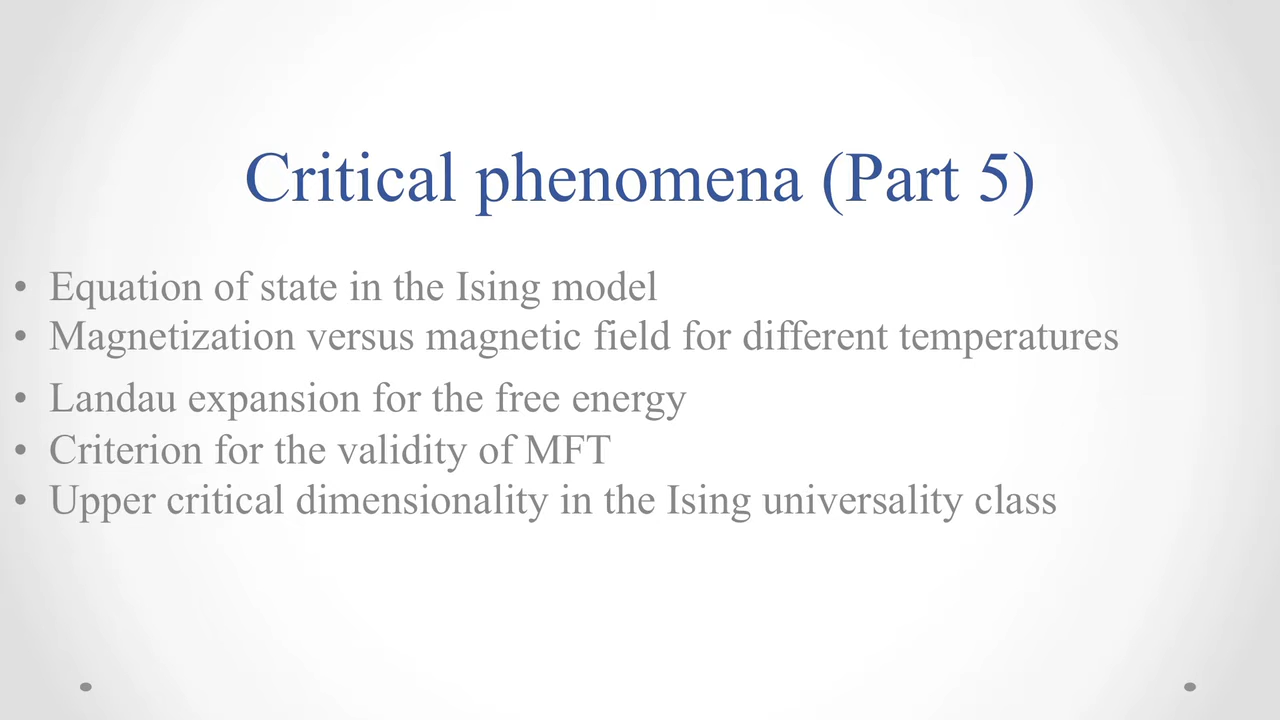 Critical phenomena (Part 5)
• Equation of state in the Ising model
• Magnetization versus magnetic field for different temperatures
• Landau expansion for the free energy
• Criterion for the validity of MFT
• Upper critical dimensionality in the Ising universality class